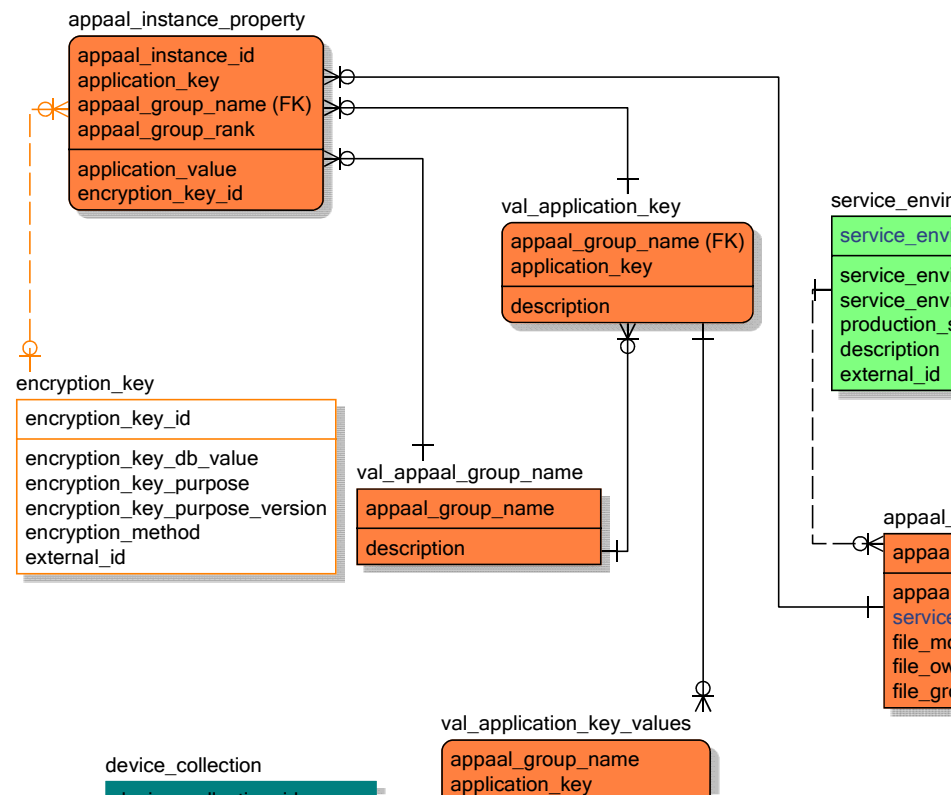 appaal_instance_property
appaal_instance_id
application_key
appaal_group_name (FK)
appaal_group_rank
application_value
encryption_key_id
val_application_key
appaal_group_name (FK)
application_key
description
service_envi
service_env
service_env
service_env
production_s
description
external_id
encryption_key
encryption_key_id
encryption_key_db_value
encryption_key_purpose
encryption_key_purpose_version
encryption_method
external_id
val_appaal_group_name
appaal_group_name
description
appaal_
appaa
appaa
service
file_mo
file_ow
file_gr
val_application_key_values
appaal_group_name
application_key
device_collection